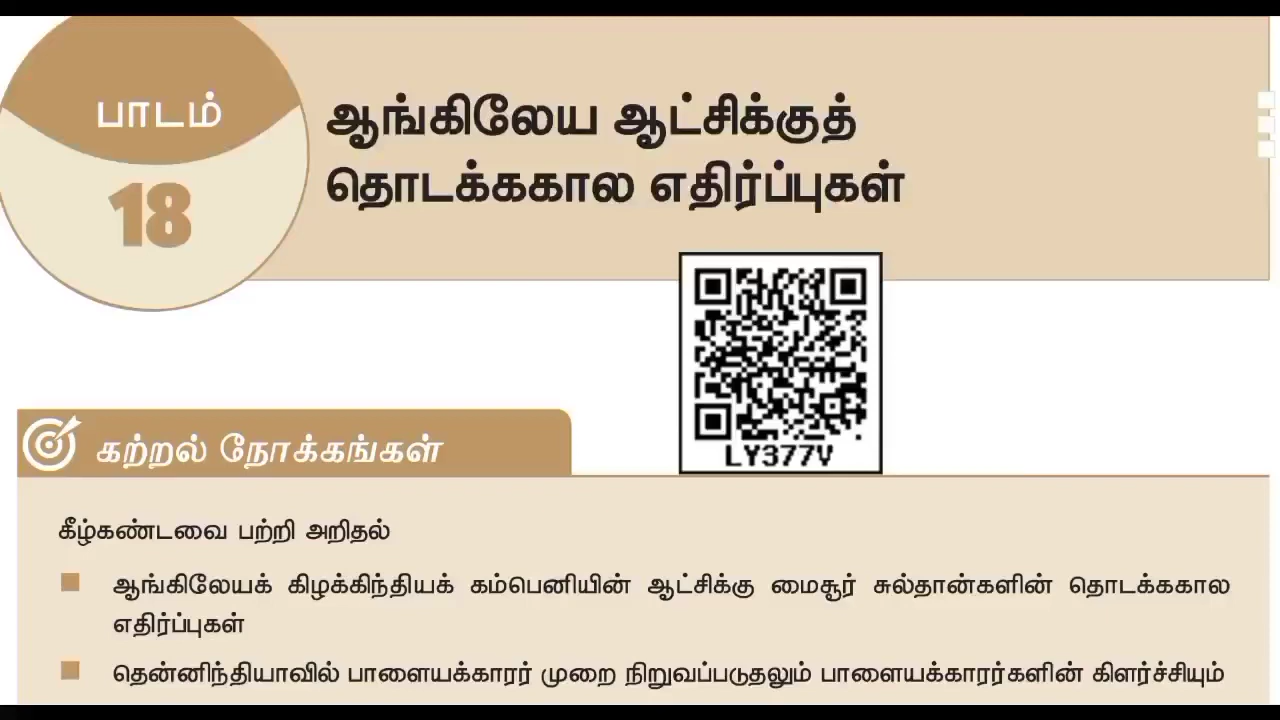 பாடம்
18
ஆங்கிலேய ஆட்சிக்குத்
தொடக்ககால எதிர்ப்புகள்
LY377V
கற்றல் நோக்கங்கள்
கீழ்கண்டவை பற்றி அறிதல்
ஆங்கிலேயக் கிழக்கிந்தியக் கம்பெனியின் ஆட்சிக்கு மைசூர் சுல்தான்களின் தொடக்ககால
எதிர்ப்புகள்
தென்னிந்தியாவில் பாளையக்காரர் முறை நிறுவப்படுதலும் பாளையக்காரர்களின் கிளர்ச்சியும்